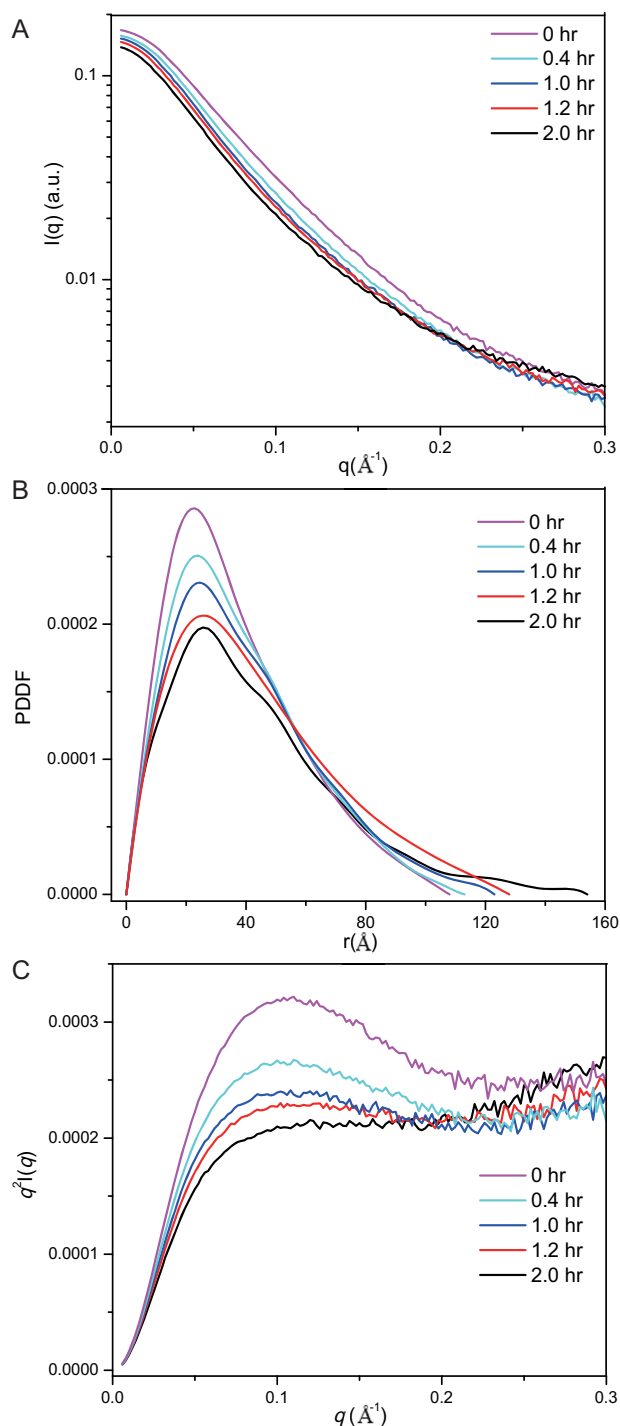 A
0 hr
0.4 hr
1.0 hr
1.2 hr
2.0 hr
0.1
0.01
I(q) (a.u.)
0.0 0.1 0.2 0.3
q(Å-1)
B
0 hr
0.4 hr
1.0 hr
1.2 hr
2.0 hr
0.0003
0.0002
0.0001
0.0000
PDDF
0 40 80 120 160
r(Å)
C
0.0003
0.0002
0.0001
0.0000
q2I(q)
0 hr
0.4 hr
1.0 hr
1.2 hr
2.0 hr
0.0 0.1 0.2 0.3
q (Å-1)